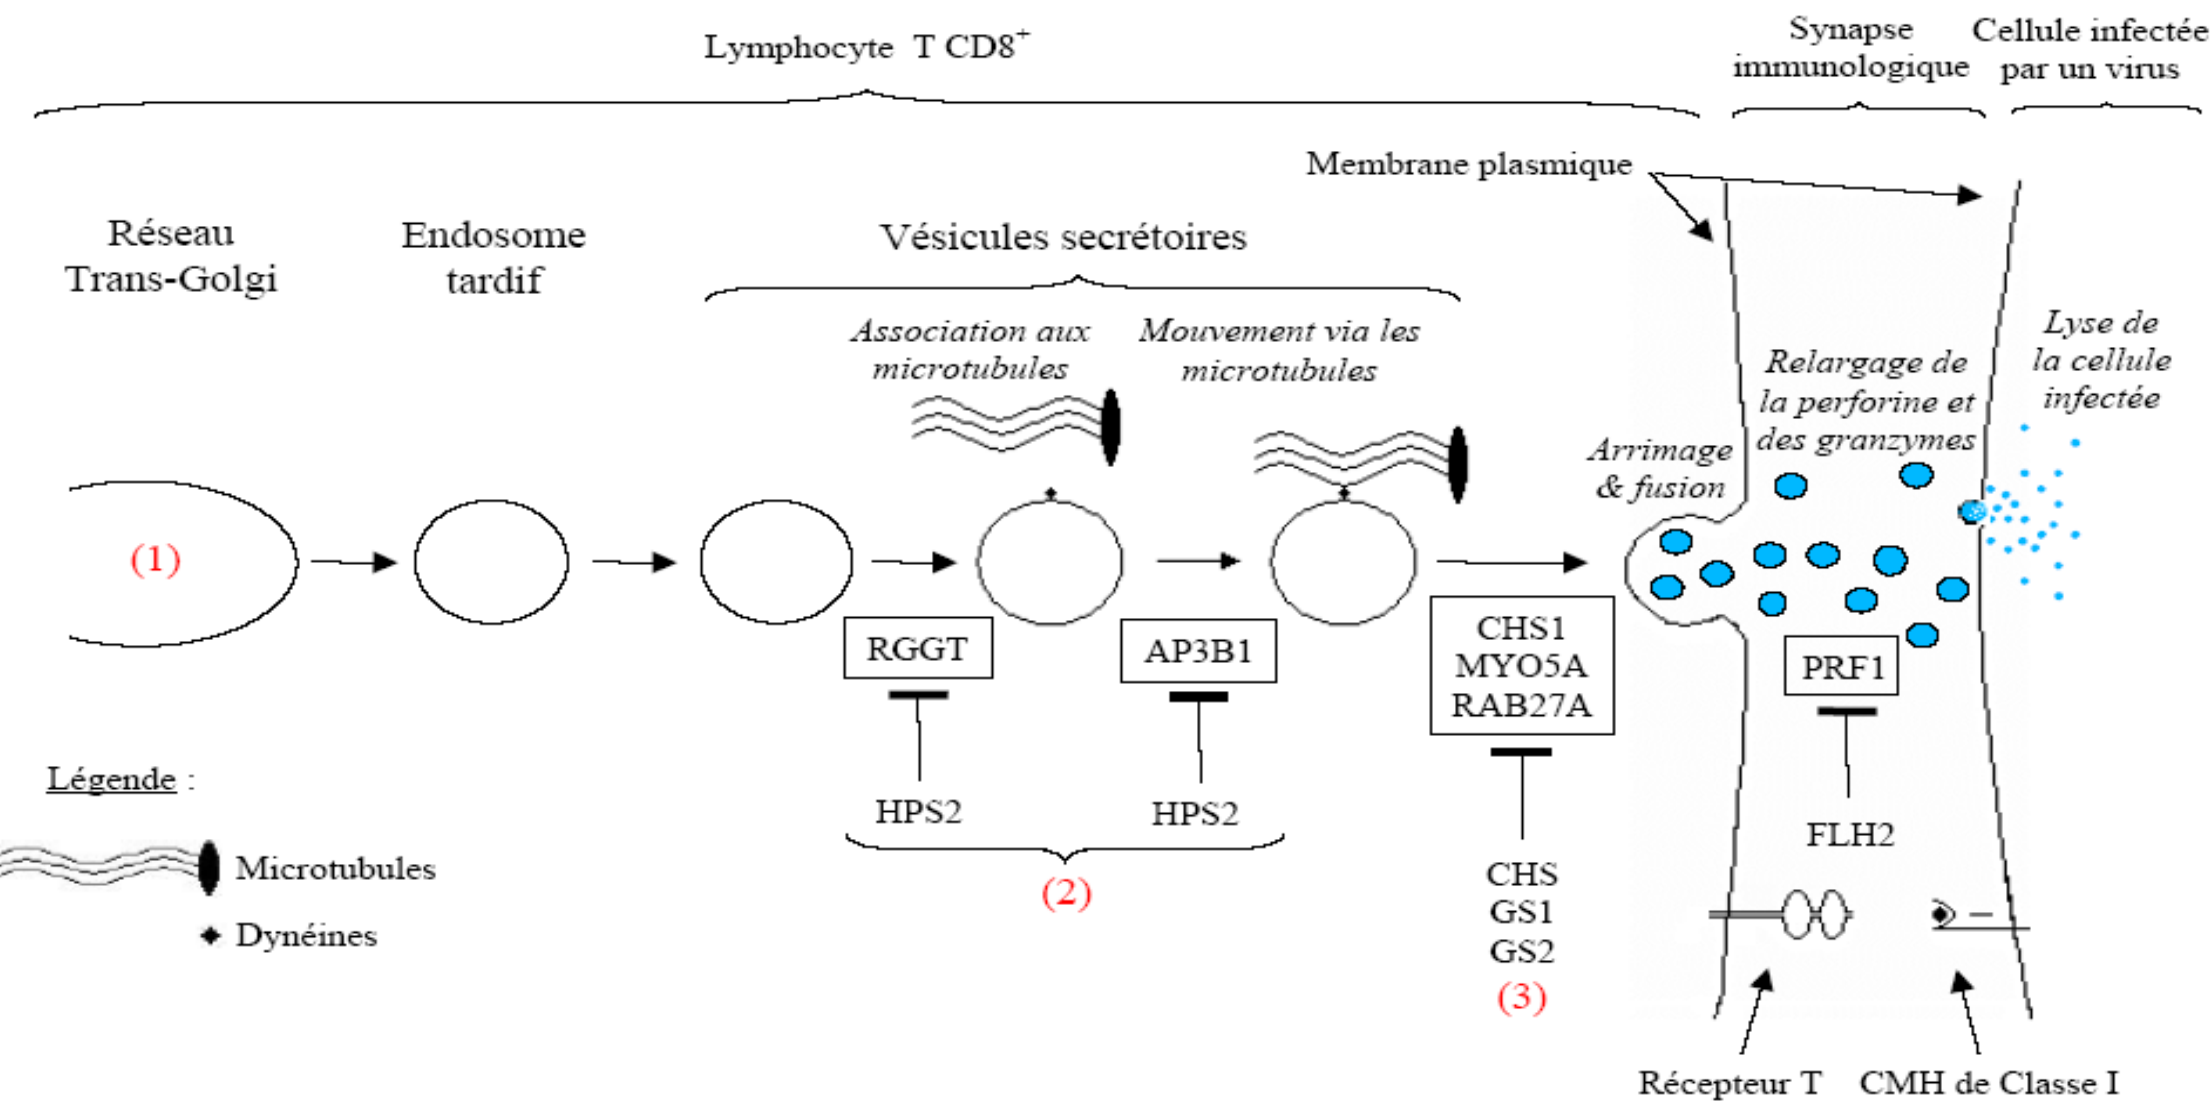 Lymphocyte T CD8+
Synapse
immunologique
Cellule infectée
par un virus
Membrane plasmique
Réseau
Trans-Golgi
Endosome
tardif
Vésicules secrétoires
Association aux
microtubules
Mouvement via les
microtubules
Arrimage
& fusion
Relargage de
la perforine et
des granzymes
Lyse de
la cellule
infectée
(1)
RGGT
AP3B1
CHS1
MYO5A
RAB27A
PRF1
HPS2
HPS2
(2)
CHS
GS1
GS2
(3)
FLH2
Légende :
Microtubules
Dynéines
Récepteur T
CMH de Classe I